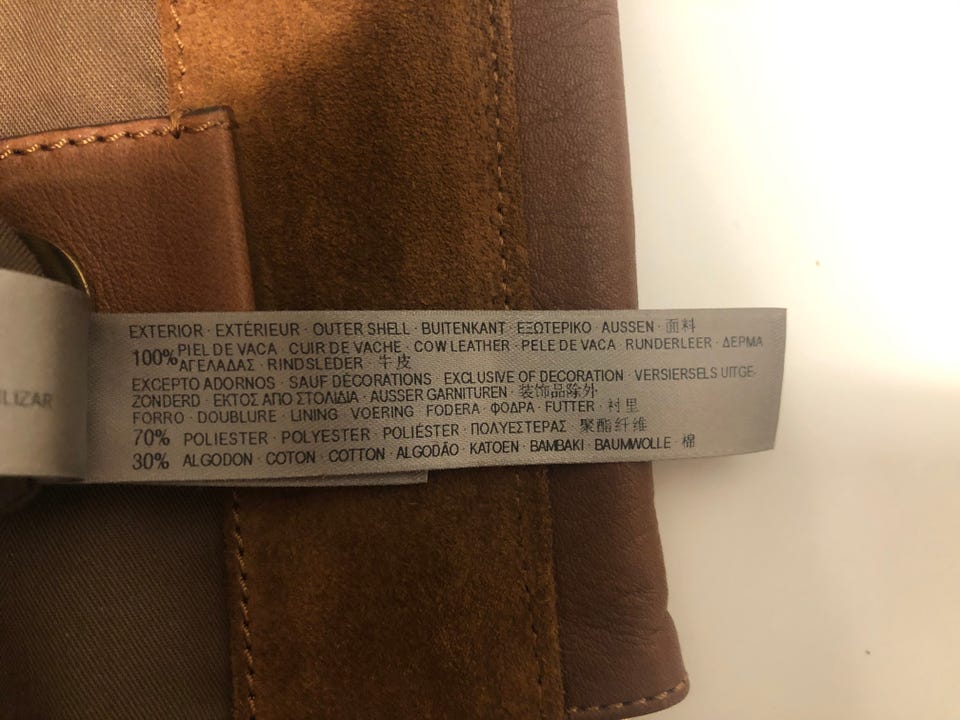 EXTERIOR · EXTÉRIEUR · OUTER SHELL · BUITENKANT · ΕΞΩΤΕΡΙΚΟ · AUSSEN · 面料
100% PIEL DE VACA · CUIR DE VACHE · COW LEATHER · PELE DE VACA · RUNDERLEER · ΔΕΡΜΑ
ΑΓΕΛΑΔΑΣ · RINDSLEDER · 牛皮
EXCEPTO ADORNOS · SAUF DÉCORATIONS · EXCLUSIVE OF DECORATION · VERSIERSELS UITGE-
ZONDERD · ΕΚΤΟΣ ΑΠΟ ΣΤΟΛΙΔΙΑ · AUSSER GARNITUREN · 装饰品除外
FORRO · DOUBLURE · LINING · VOERING · FODERA · ΦΟΔΡΑ · FUTTER · 衬里
70% POLIESTER · POLYESTER · POLIÉSTER · ΠΟΛΥΕΣΤΕΡΑΣ · 聚酯纤维
30% ALGODON · COTON · COTTON · ALGODÃO · KATOEN · BAMBAKI · BAUMWOLLE · 棉
LIZAR